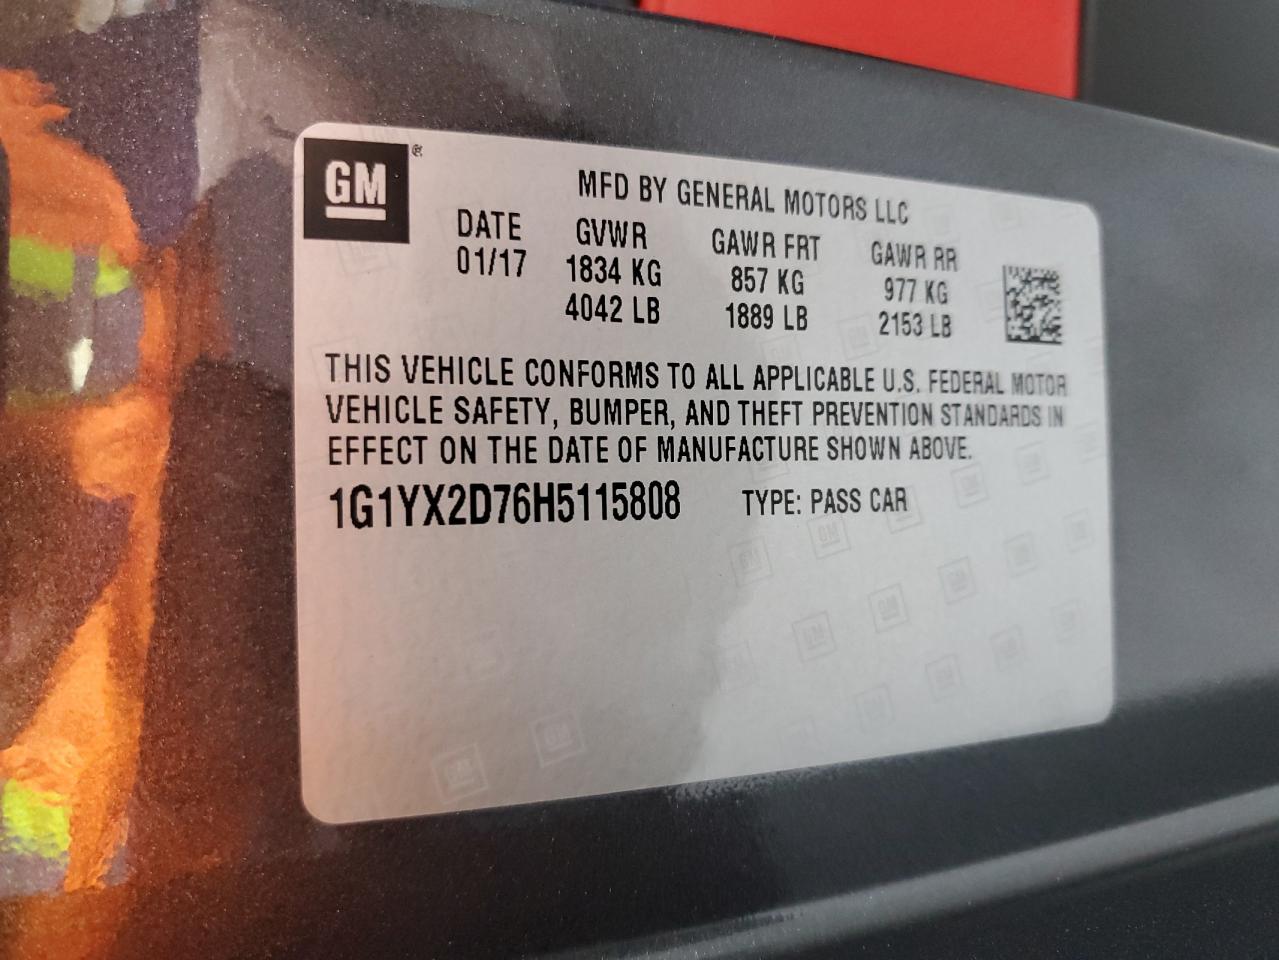 GM®
MFD BY GENERAL MOTORS LLC
DATE GVWR GAWR FRT GAWR RR
01/17 1834 KG 857 KG 977 KG
4042 LB 1889 LB 2153 LB
THIS VEHICLE CONFORMS TO ALL APPLICABLE U.S. FEDERAL MOTOR
VEHICLE SAFETY, BUMPER, AND THEFT PREVENTION STANDARDS IN
EFFECT ON THE DATE OF MANUFACTURE SHOWN ABOVE.
1G1YX2D76H5115808 TYPE: PASS CAR